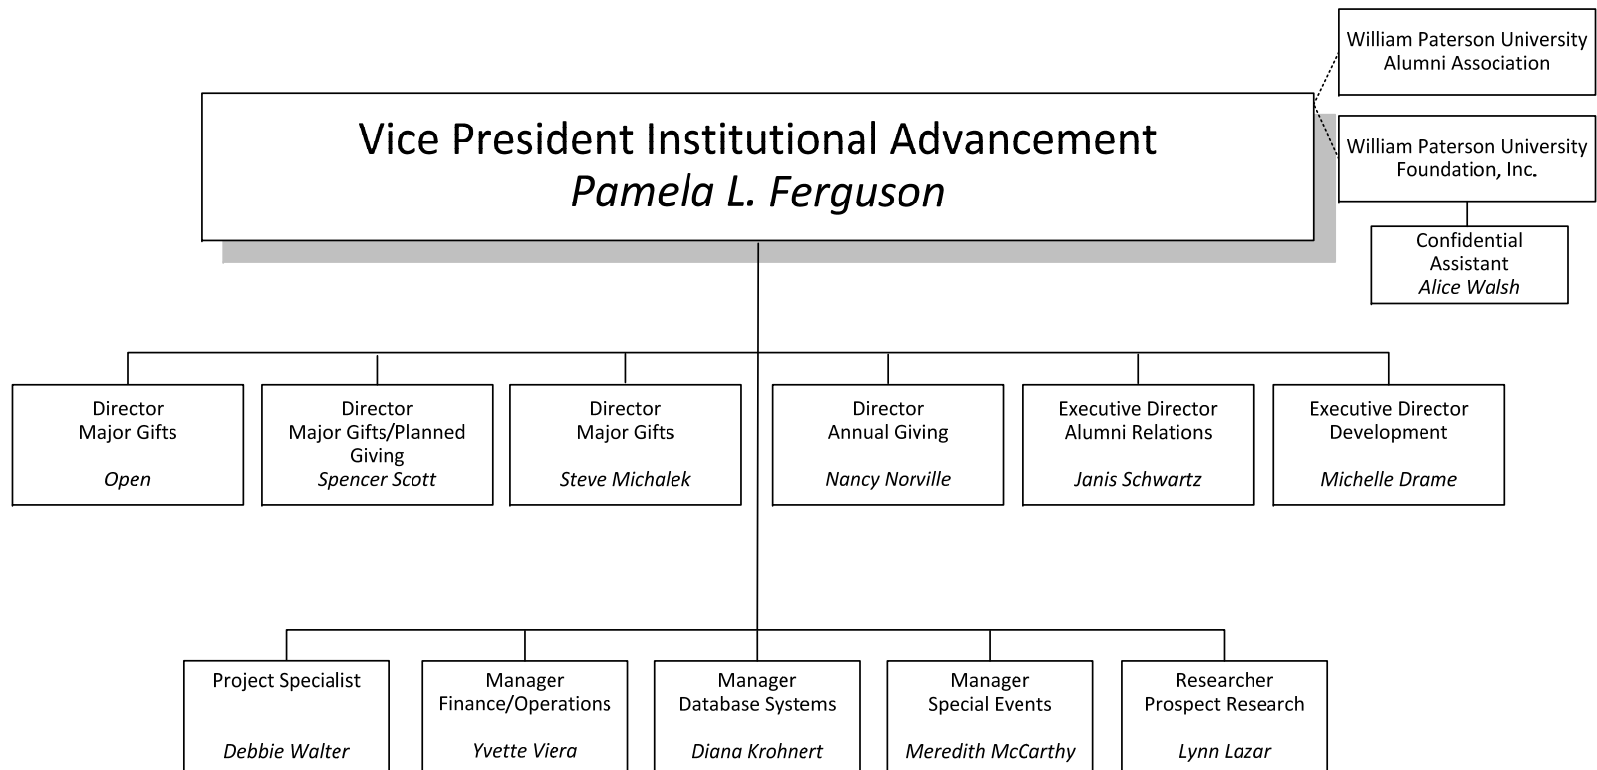 William Paterson University
Alumni Association
Vice President Institutional Advancement
Pamela L. Ferguson
William Paterson University
Foundation, Inc.
Confidential
Assistant
Alice Walsh
Director
Major Gifts
Open
Director
Major Gifts/Planned
Giving
Spencer Scott
Director
Major Gifts
Steve Michalek
Director
Annual Giving
Nancy Norville
Executive Director
Alumni Relations
Janis Schwartz
Executive Director
Development
Michelle Drame
Project Specialist
Debbie Walter
Manager
Finance/Operations
Yvette Viera
Manager
Database Systems
Diana Krohnert
Manager
Special Events
Meredith McCarthy
Researcher
Prospect Research
Lynn Lazar